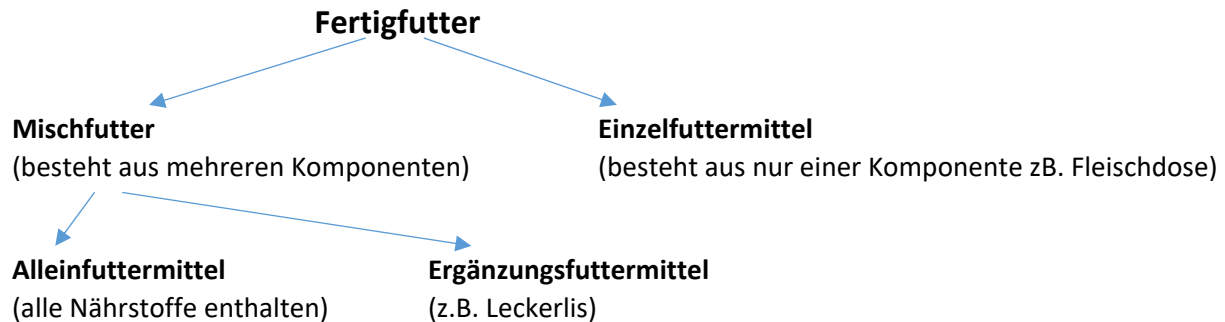 Fertigfutter
Mischfutter
Einzelfuttermittel
(besteht aus mehreren Komponenten)
(besteht aus nur einer Komponente zB. Fleischdose)
Alleinfuttermittel
Ergänzungsfuttermittel
(alle Nährstoffe enthalten)
(z.B. Leckerlis)